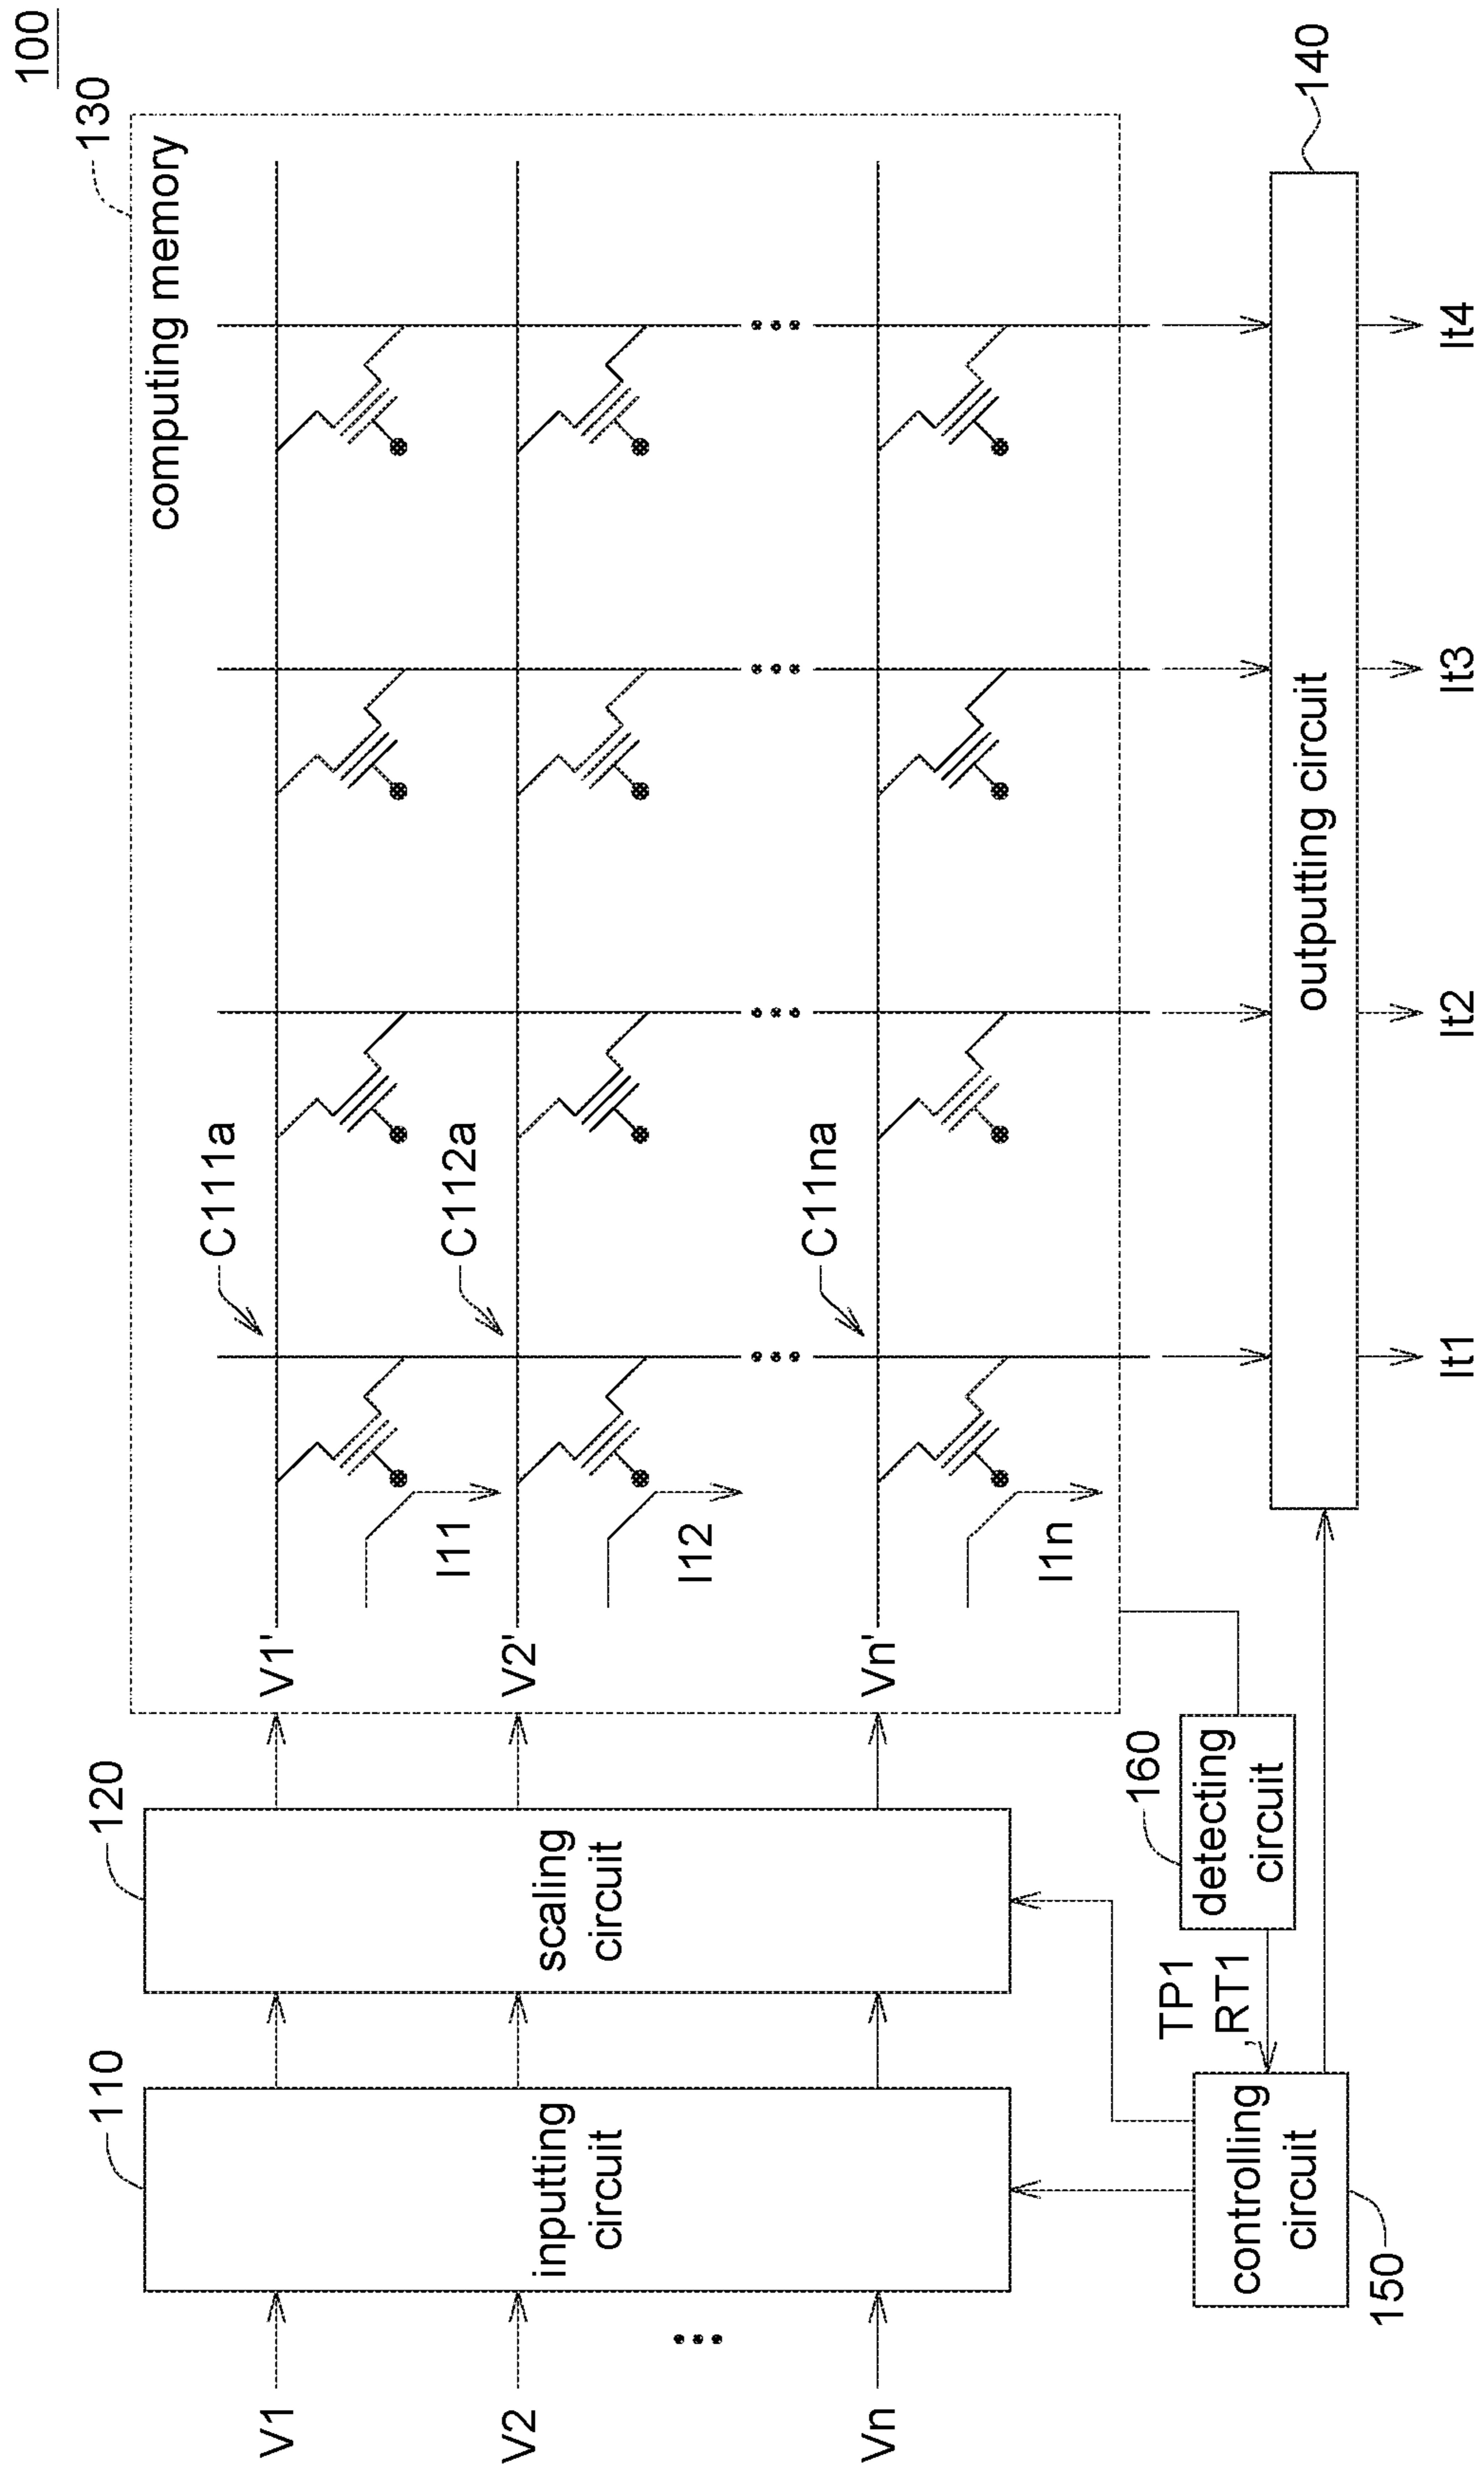 100
130
computing memory
120
110
C111a
C112a
C11na
V1
V2
Vn
inputting
circuit
scaling
circuit
V1'
V2'
Vn'
I11
I12
I1n
160
detecting
circuit
TP1
RT1
controlling
circuit
150
outputting circuit
140
It1
It2
It3
It4